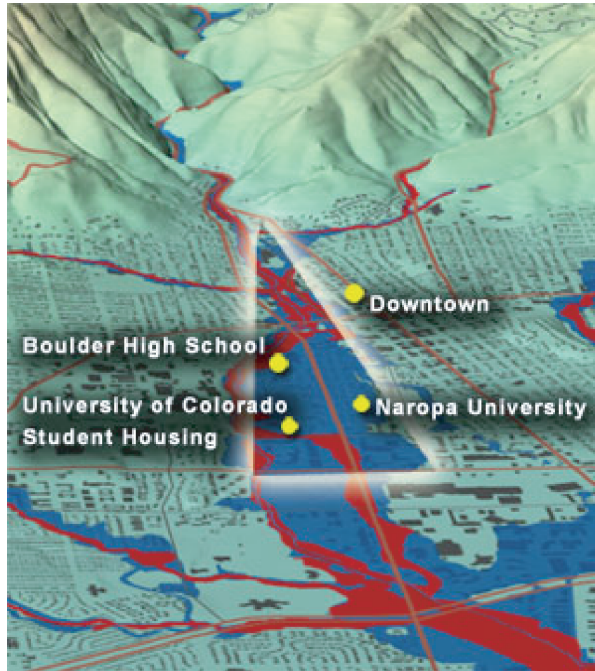 Downtown
Boulder High School
University of Colorado
Student Housing
Naropa University